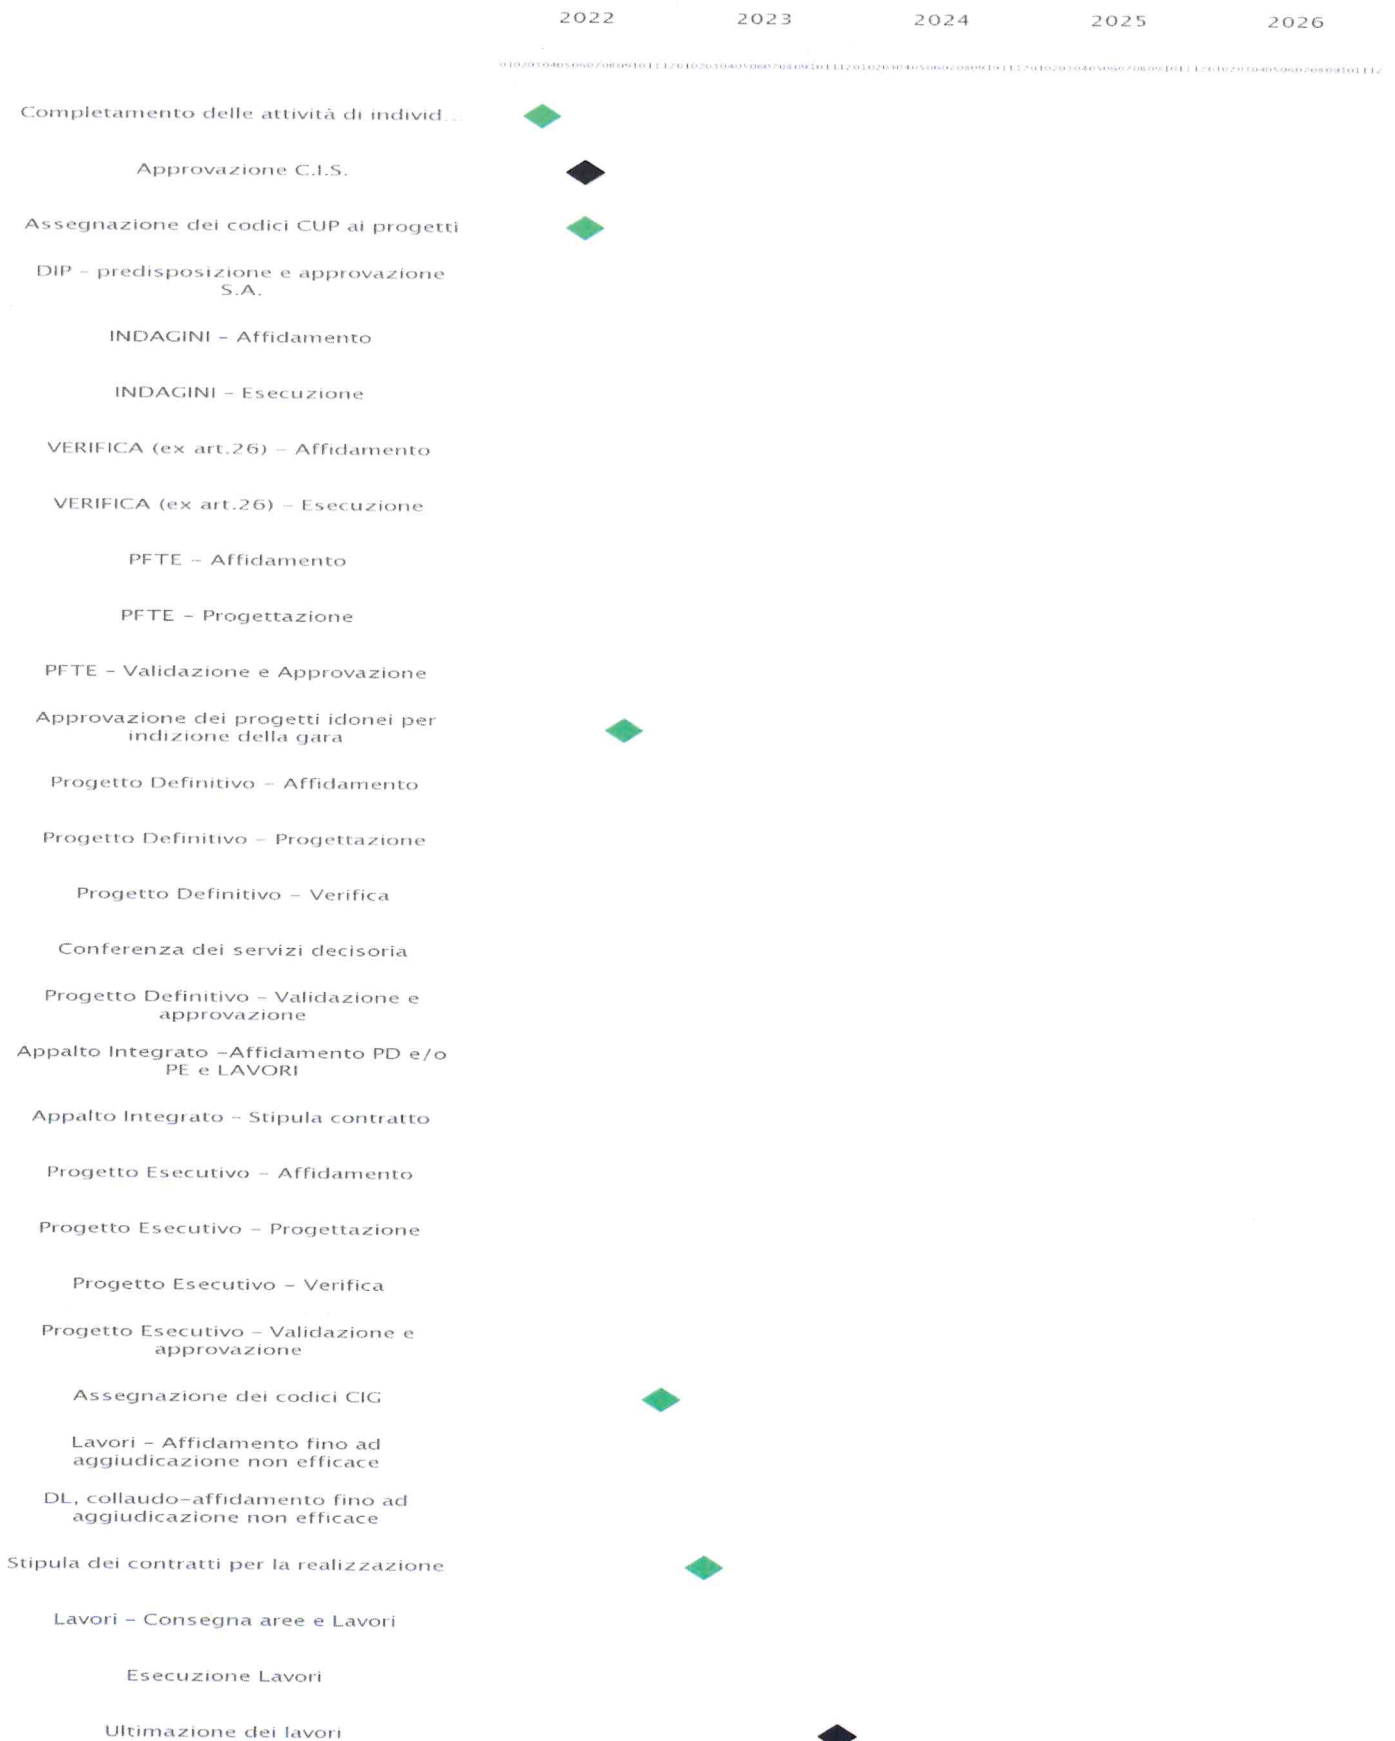 2022 2023 2024 2025 2026
Completamento delle attività di individ...
Approvazione C.I.S.
Assegnazione dei codici CUP ai progetti
DIP - predisposizione e approvazione
S.A.
INDAGINI - Affidamento
INDAGINI - Esecuzione
VERIFICA (ex art.26) - Affidamento
VERIFICA (ex art.26) - Esecuzione
PFTE - Affidamento
PFTE - Progettazione
PFTE - Validazione e Approvazione
Approvazione dei progetti idonei per
indizione della gara
Progetto Definitivo - Affidamento
Progetto Definitivo - Progettazione
Progetto Definitivo - Verifica
Conferenza dei servizi decisoria
Progetto Definitivo - Validazione e
approvazione
Appalto Integrato -Affidamento PD e/o
PE e LAVORI
Appalto Integrato - Stipula contratto
Progetto Esecutivo - Affidamento
Progetto Esecutivo - Progettazione
Progetto Esecutivo - Verifica
Progetto Esecutivo - Validazione e
approvazione
Assegnazione dei codici CIG
Lavori - Affidamento fino ad
aggiudicazione non efficace
DL, collaudo-affidamento fino ad
aggiudicazione non efficace
Stipula dei contratti per la realizzazione
Lavori - Consegna aree e Lavori
Esecuzione Lavori
Ultimazione dei lavori